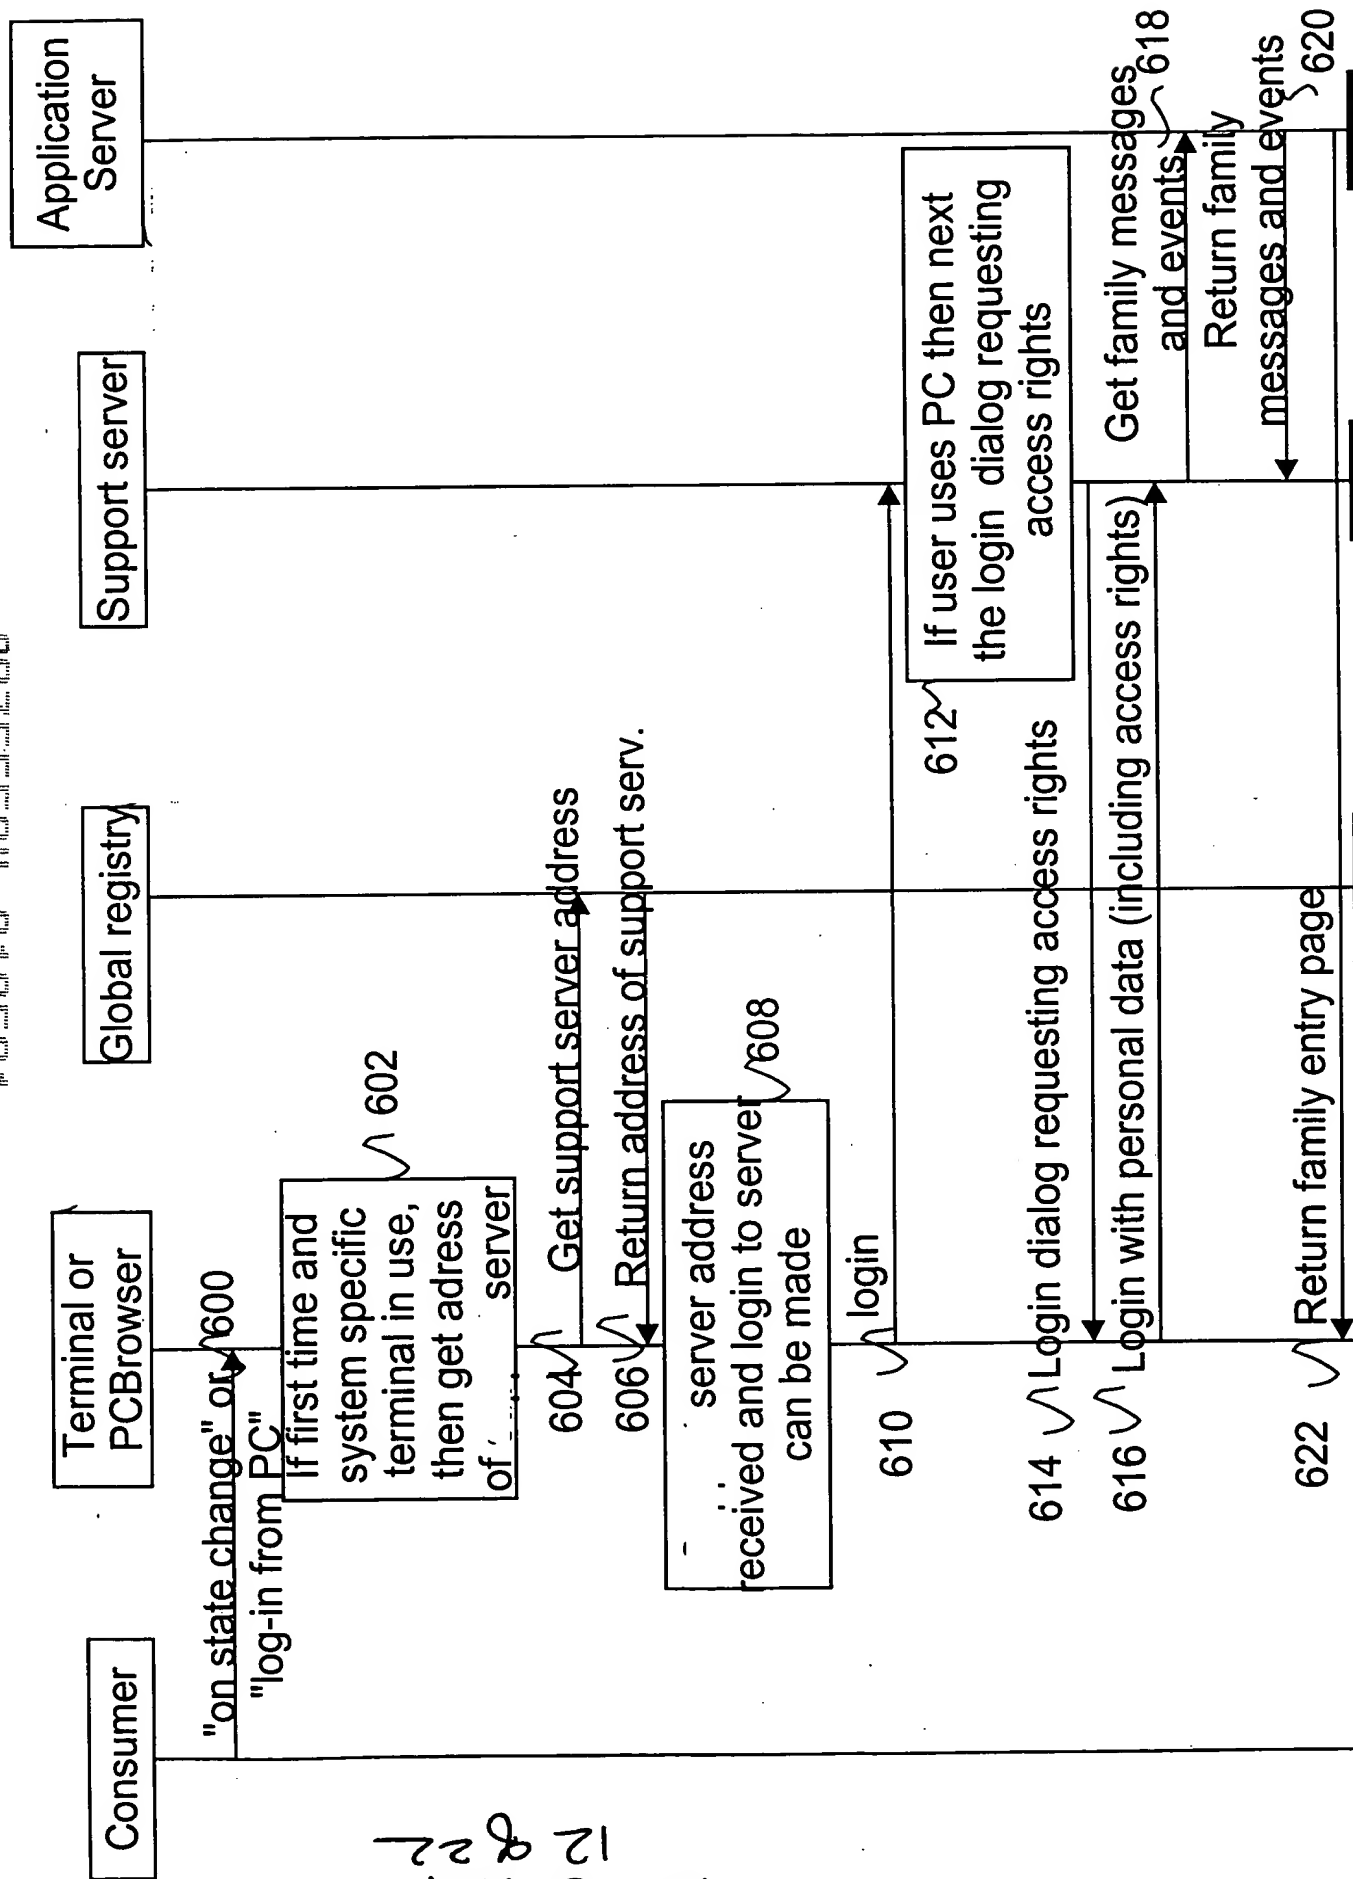 Consumer
Terminal or
PCBrowser
Global registry
Support server
Application
Server
"on state change" or
"log-in from PC"
600
If first time and
system specific
terminal in use,
then get adress
of server
602
604
Get support server address
606
Return address of support serv.
server address
received and login to server
can be made
608
610
login
612
If user uses PC then next
the login dialog requesting
access rights
614
Login dialog requesting access rights
616
Login with personal data (including access rights)
Get family messages
and events
618
Return family
messages and events
620
622
Return family entry page
12 822